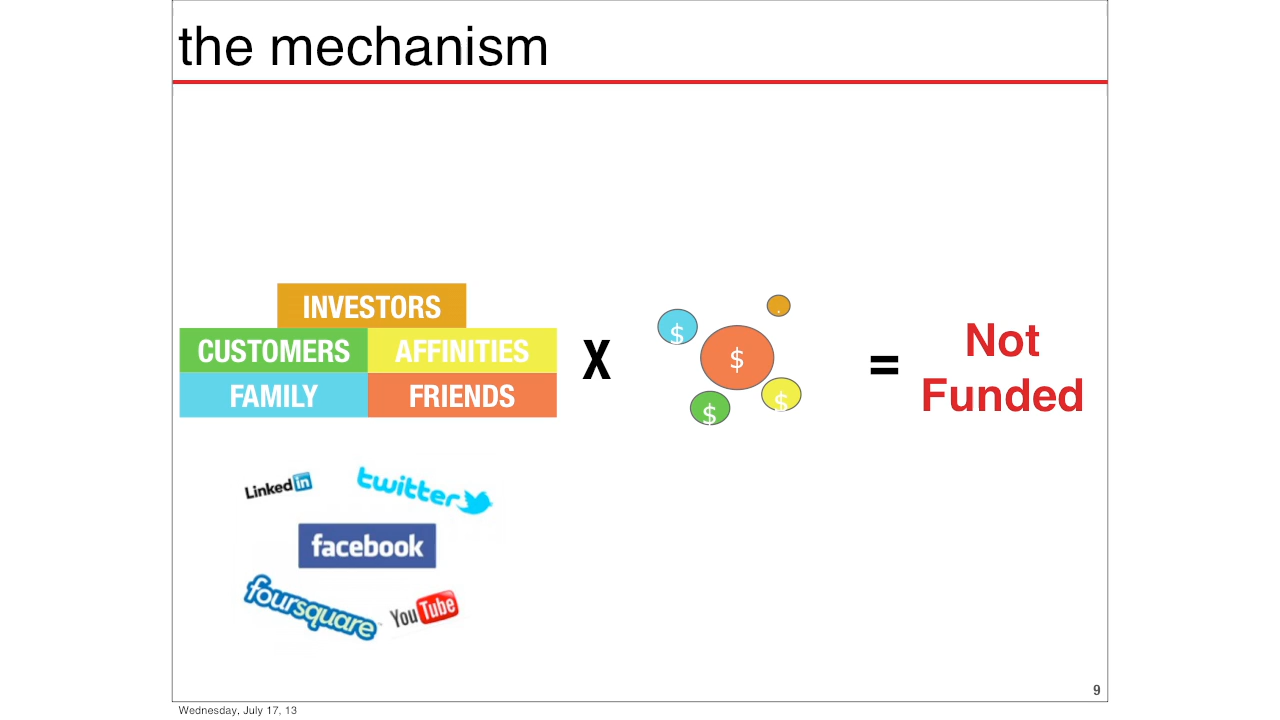 the mechanism
INVESTORS
CUSTOMERS AFFINITIES
FAMILY FRIENDS
X
$
$
$
$
=
Not
Funded
Linked in
twitter
facebook
foursquare
YouTube
9
Wednesday, July 17, 13